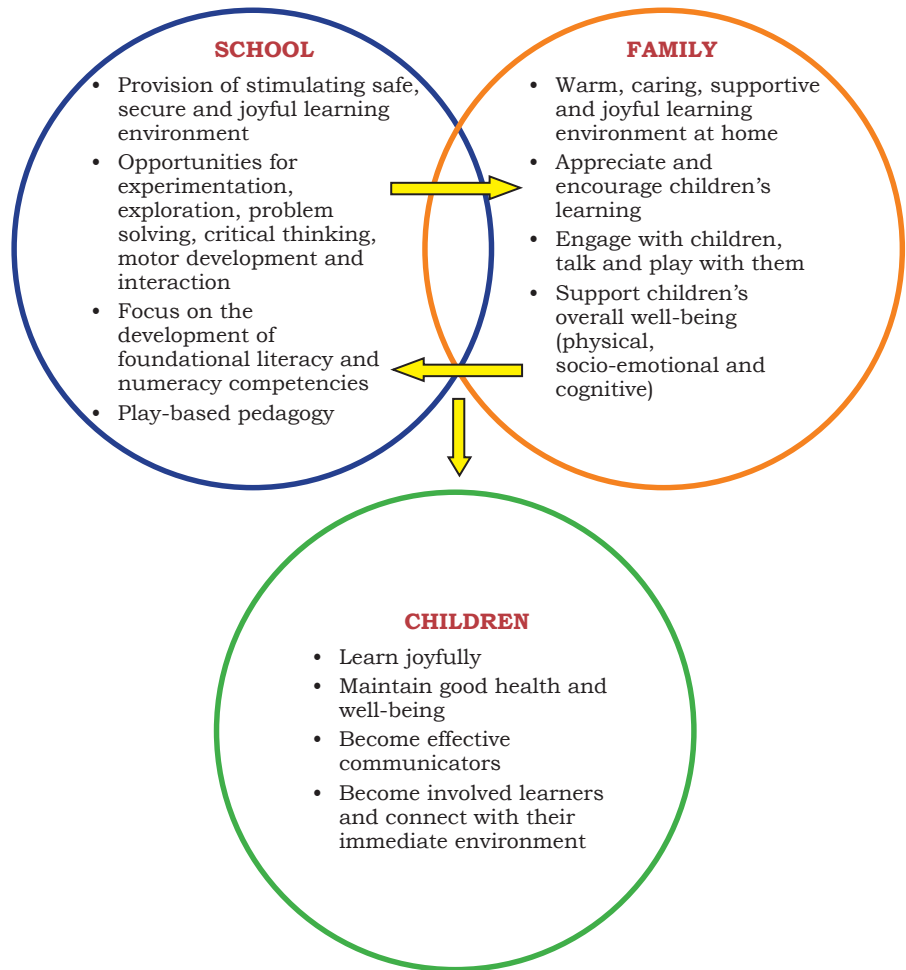 SCHOOL
• Provision of stimulating safe,
secure and joyful learning
environment
• Opportunities for
experimentation,
exploration, problem
solving, critical thinking,
motor development and
interaction
• Focus on the
development of
foundational literacy and
numeracy competencies
• Play-based pedagogy
FAMILY
• Warm, caring, supportive
and joyful learning
environment at home
• Appreciate and
encourage children’s
learning
• Engage with children,
talk and play with them
• Support children’s
overall well-being
(physical,
socio-emotional and
cognitive)
CHILDREN
• Learn joyfully
• Maintain good health and
well-being
• Become effective
communicators
• Become involved learners
and connect with their
immediate environment